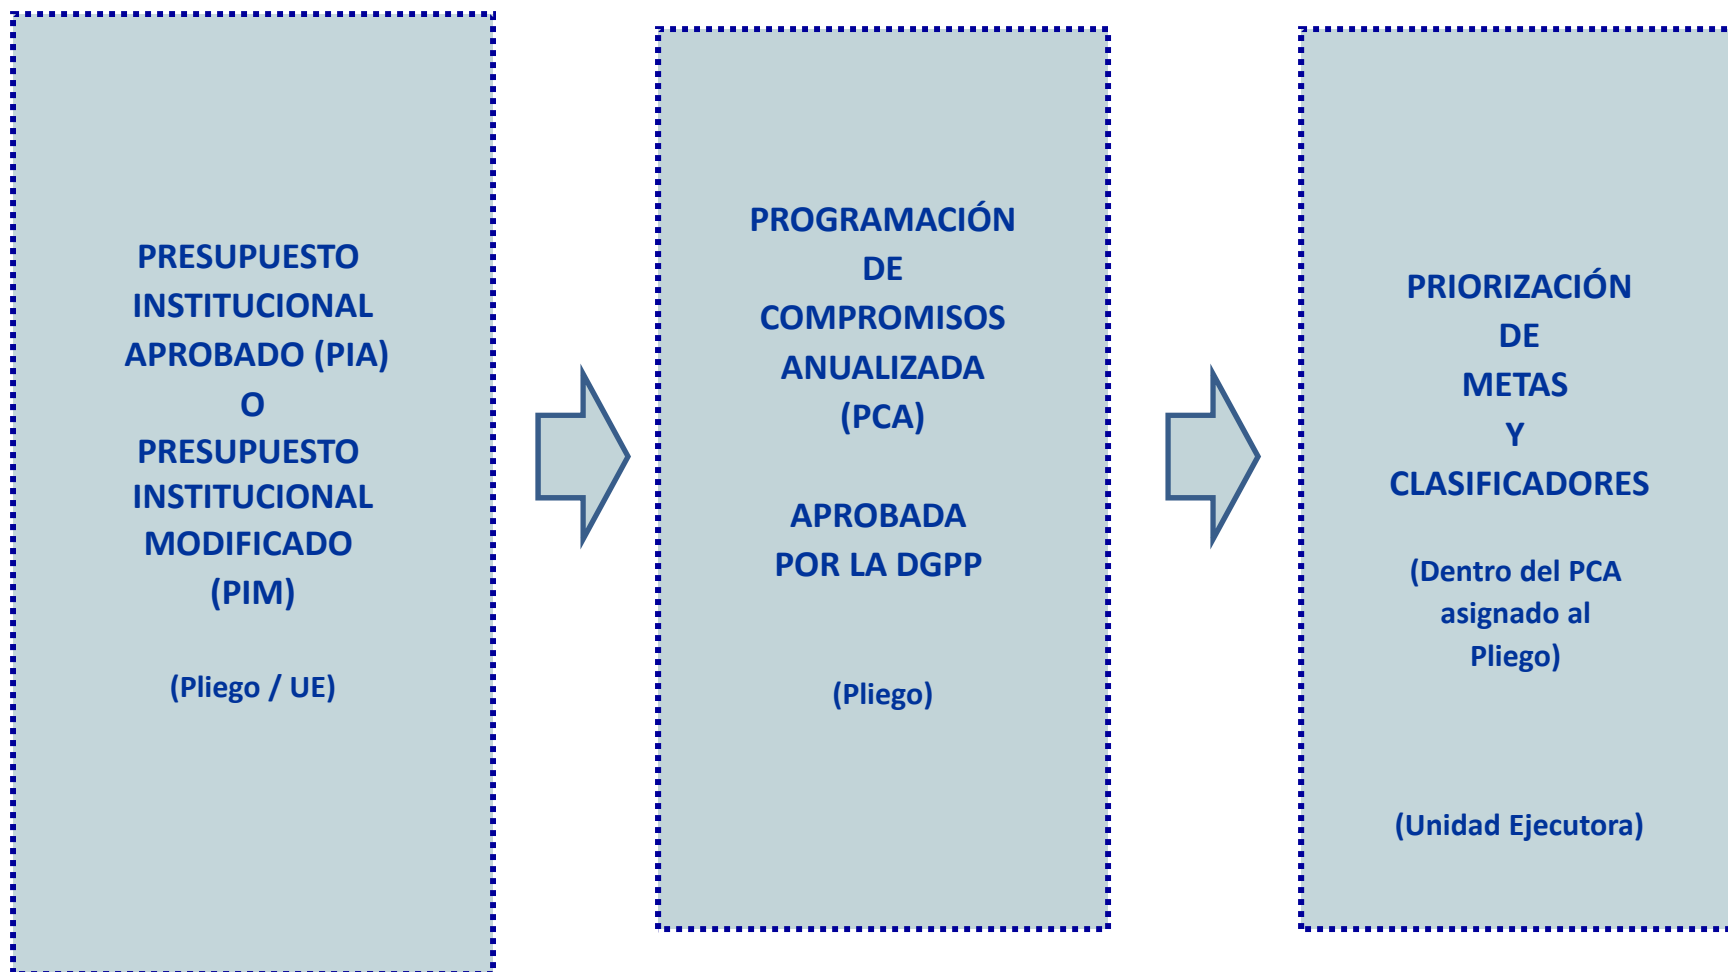 PRESUPUESTO
INSTITUCIONAL
APROBADO (PIA)
O
PRESUPUESTO
INSTITUCIONAL
MODIFICADO
(PIM)
(Pliego / UE)
PROGRAMACIÓN
DE
COMPROMISOS
ANUALIZADA
(PCA)
APROBADA
POR LA DGPP
(Pliego)
PRIORIZACIÓN
DE
METAS
Y
CLASIFICADORES
(Dentro del PCA
asignado al
Pliego)
(Unidad Ejecutora)